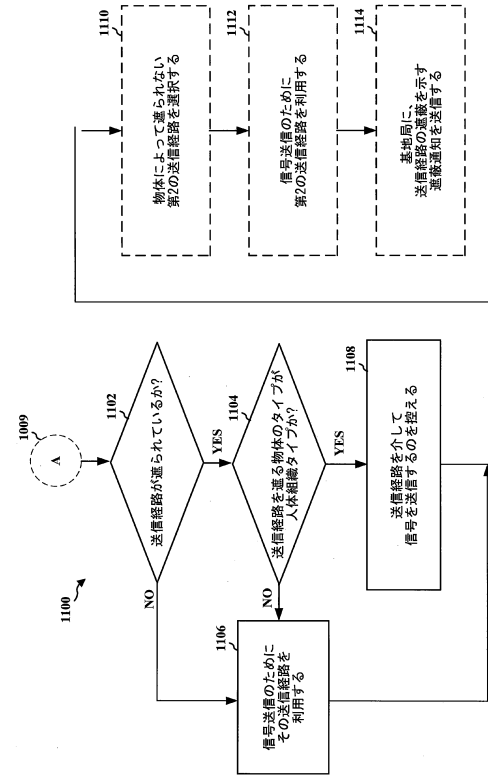 1100
1009
A
1102
送信経路が遮られているか?
NO
YES
1104
送信経路を遮る物体のタイプが
人体組織タイプか?
NO
YES
1106
信号送信のために
その送信経路を
利用する
1108
送信経路を介して
信号を送信するのを控える
1110
物体によって遮られない
第2の送信経路を選択する
1112
信号送信のために
第2の送信経路を利用する
1114
基地局に、
送信経路の遮蔽を示す
遮蔽通知を送信する